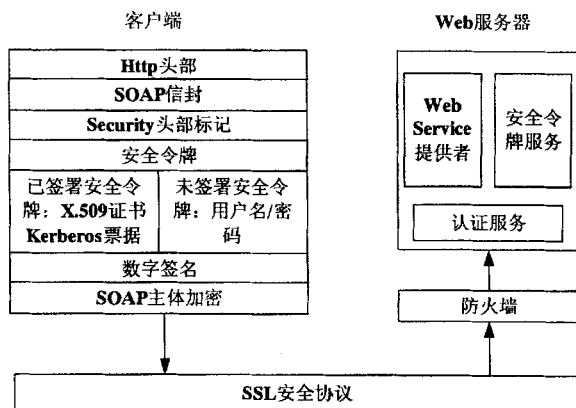 客户端
Http头部
SOAP信封
Security头部标记
安全令牌
已签署安全令
牌：X.509证书
Kerberos票据
未签署安全令
牌：用户名/密
码
数字签名
SOAP主体加密
Web服务器
Web
Service
提供者
安全令
牌服务
认证服务
防火墙
SSL安全协议